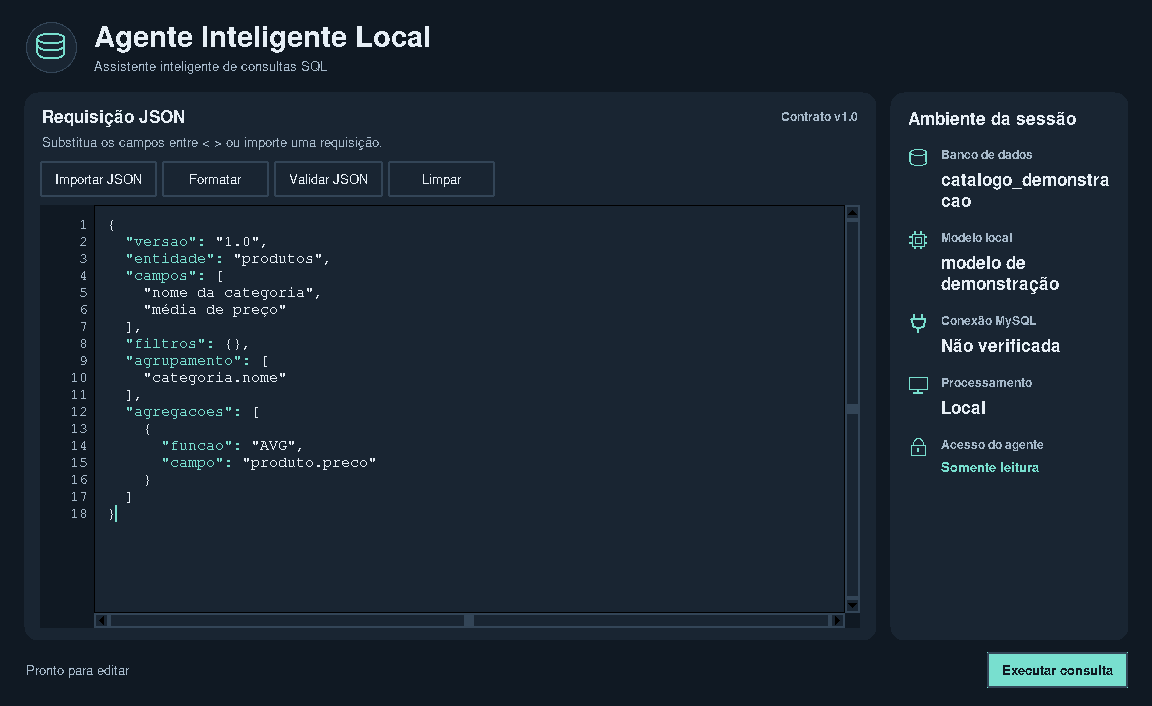 Agente Inteligente Local
Assistente inteligente de consultas SQL
Requisição JSON
Contrato v1.0
Substitua os campos entre < > ou importe uma requisição.
Importar JSON
Formatar
Validar JSON
Limpar
1 {
2 "versao": "1.0",
3 "entidade": "produtos",
4 "campos": [
5 "nome da categoria",
6 "média de preço"
7 ],
8 "filtros": {},
9 "agrupamento": [
10 "categoria.nome"
11 ],
12 "agregacoes": [
13 {
14 "funcao": "AVG",
15 "campo": "produto.preco"
16 }
17 ]
18 }
Ambiente da sessão
Banco de dados
catalogo_demonstra
cao
Modelo local
modelo de
demonstração
Conexão MySQL
Não verificada
Processamento
Local
Acesso do agente
Somente leitura
Pronto para editar
Executar consulta